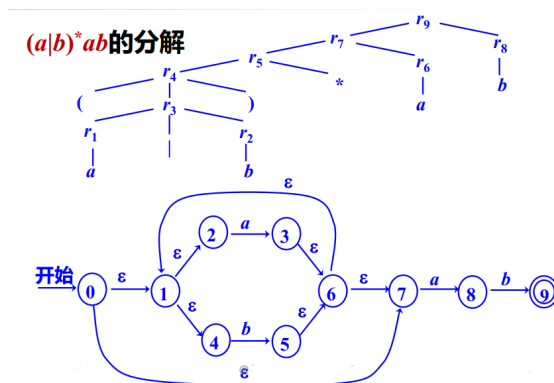 (a|b)*ab的分解
r9
r7 r8
r5 r6 b
r4 * a
( r3 )
r1 | r2
a b
ε
2 a 3
ε ε
开始 0 ε 1 6 ε 7 a 8 b 9
ε ε
4 b 5
ε